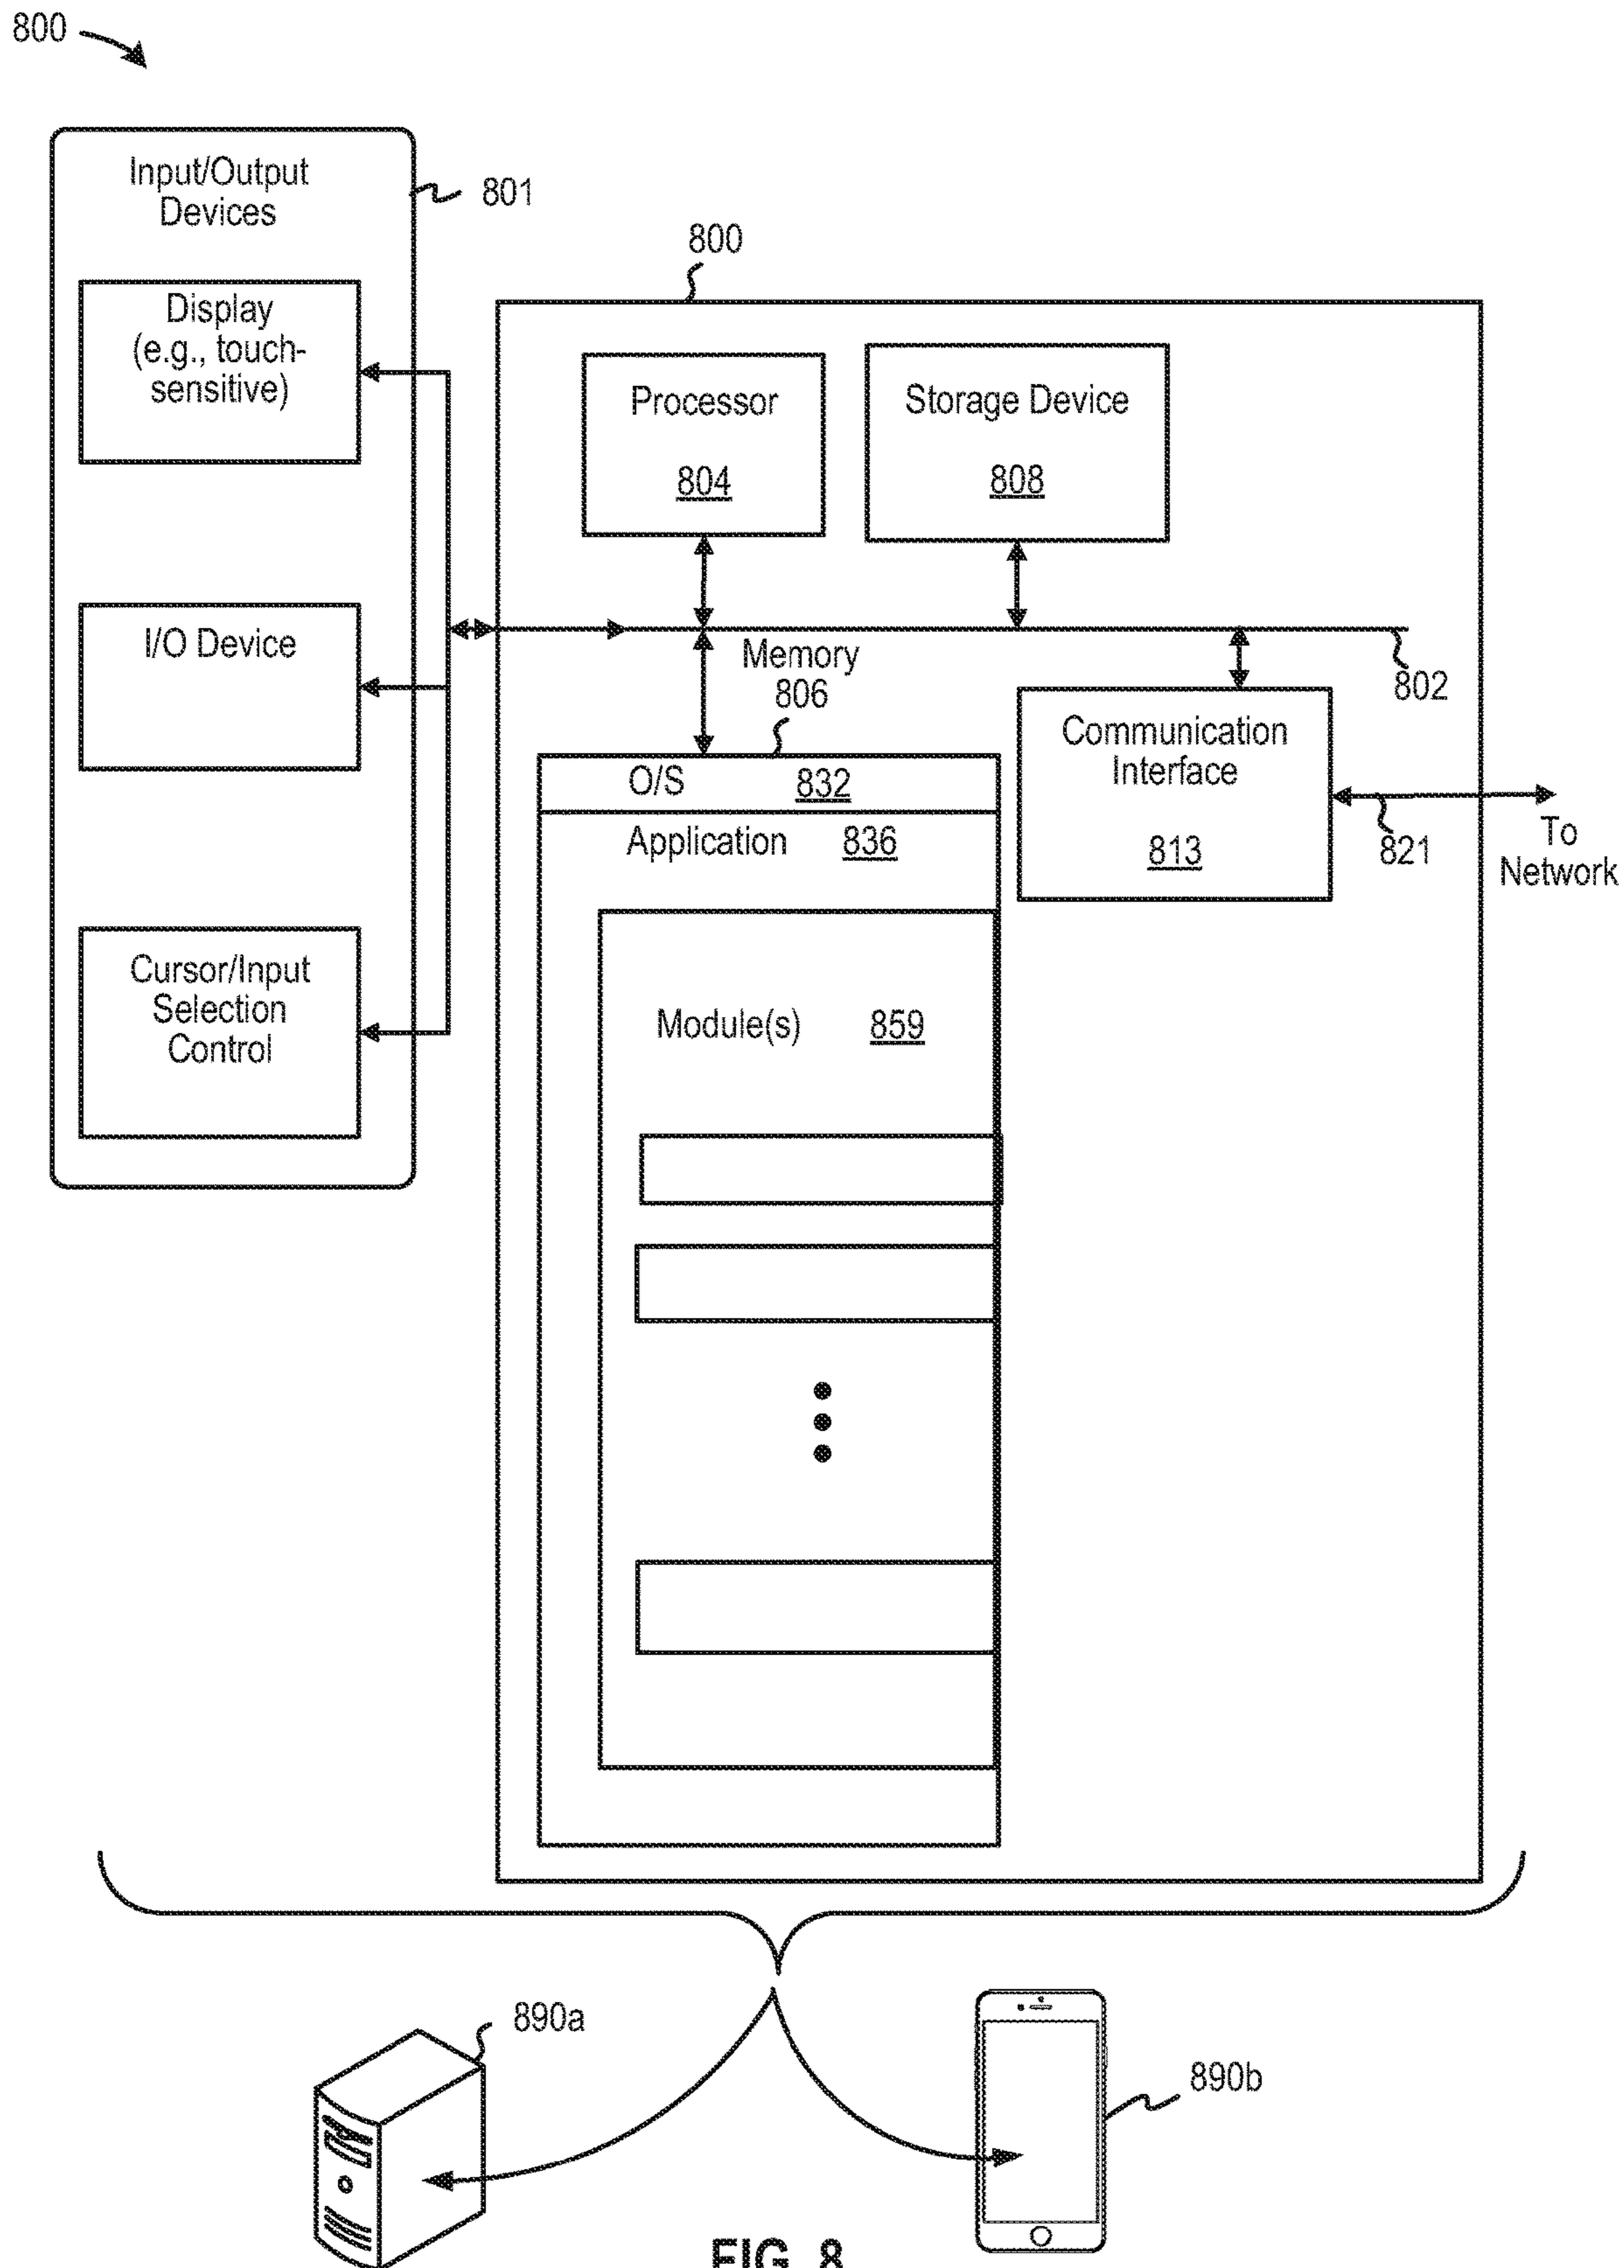 800
Input/Output
Devices
801
Display
(e.g., touch-
sensitive)
I/O Device
Cursor/Input
Selection
Control
800
Processor
804
Storage Device
808
802
Memory
806
O/S 832
Application 836
Module(s) 859
Communication
Interface
813
821
To
Network
890a
890b
FIG. 8